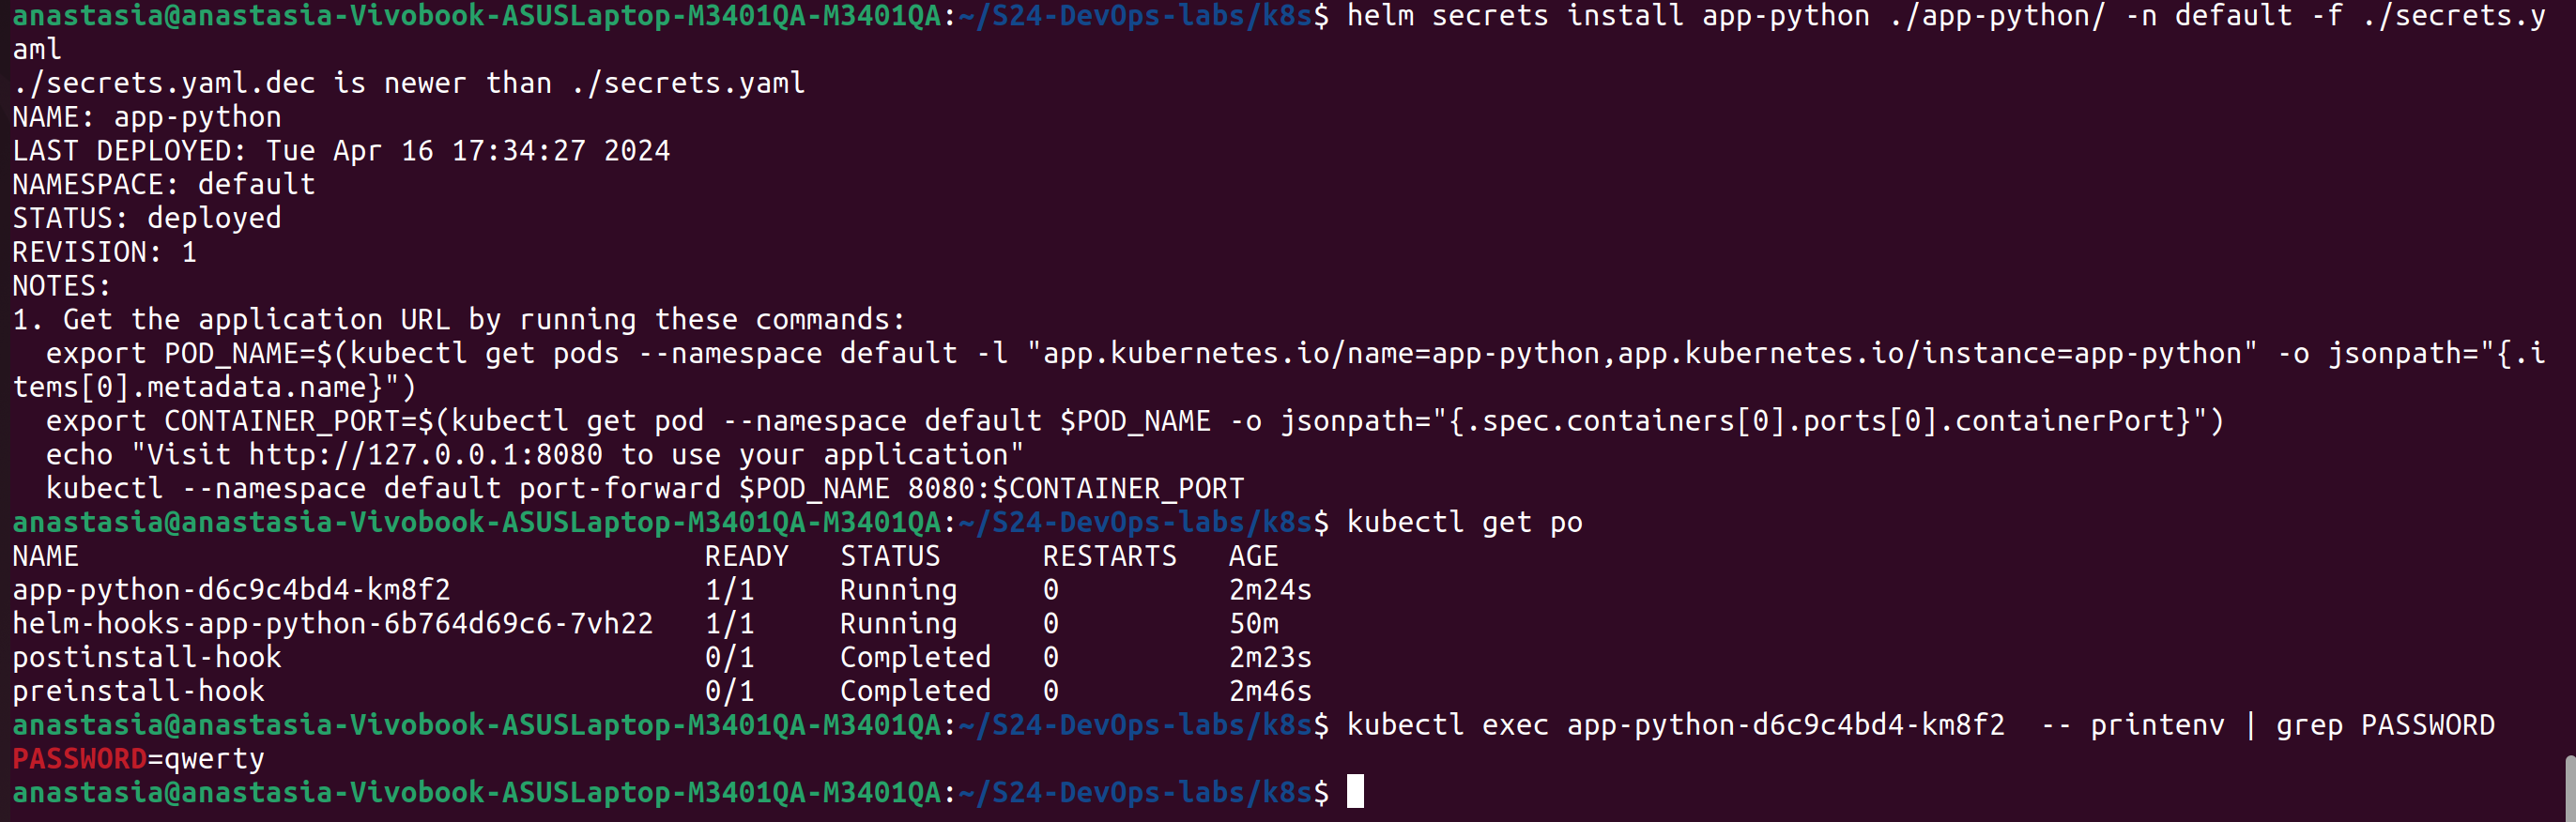 anastasia@anastasia-Vivobook-ASUSLaptop-M3401QA-M3401QA:~/S24-DevOps-labs/k8s$ helm secrets install app-python ./app-python/ -n default -f ./secrets.y
aml
./secrets.yaml.dec is newer than ./secrets.yaml
NAME: app-python
LAST DEPLOYED: Tue Apr 16 17:34:27 2024
NAMESPACE: default
STATUS: deployed
REVISION: 1
NOTES:
1. Get the application URL by running these commands:
  export POD_NAME=$(kubectl get pods --namespace default -l "app.kubernetes.io/name=app-python,app.kubernetes.io/instance=app-python" -o jsonpath="{.i
tems[0].metadata.name}")
  export CONTAINER_PORT=$(kubectl get pod --namespace default $POD_NAME -o jsonpath="{.spec.containers[0].ports[0].containerPort}")
  echo "Visit http://127.0.0.1:8080 to use your application"
  kubectl --namespace default port-forward $POD_NAME 8080:$CONTAINER_PORT
anastasia@anastasia-Vivobook-ASUSLaptop-M3401QA-M3401QA:~/S24-DevOps-labs/k8s$ kubectl get po
NAME                                     READY   STATUS      RESTARTS   AGE
app-python-d6c9c4bd4-km8f2               1/1     Running     0          2m24s
helm-hooks-app-python-6b764d69c6-7vh22   1/1     Running     0          50m
postinstall-hook                         0/1     Completed   0          2m23s
preinstall-hook                          0/1     Completed   0          2m46s
anastasia@anastasia-Vivobook-ASUSLaptop-M3401QA-M3401QA:~/S24-DevOps-labs/k8s$ kubectl exec app-python-d6c9c4bd4-km8f2  -- printenv | grep PASSWORD
PASSWORD=qwerty
anastasia@anastasia-Vivobook-ASUSLaptop-M3401QA-M3401QA:~/S24-DevOps-labs/k8s$